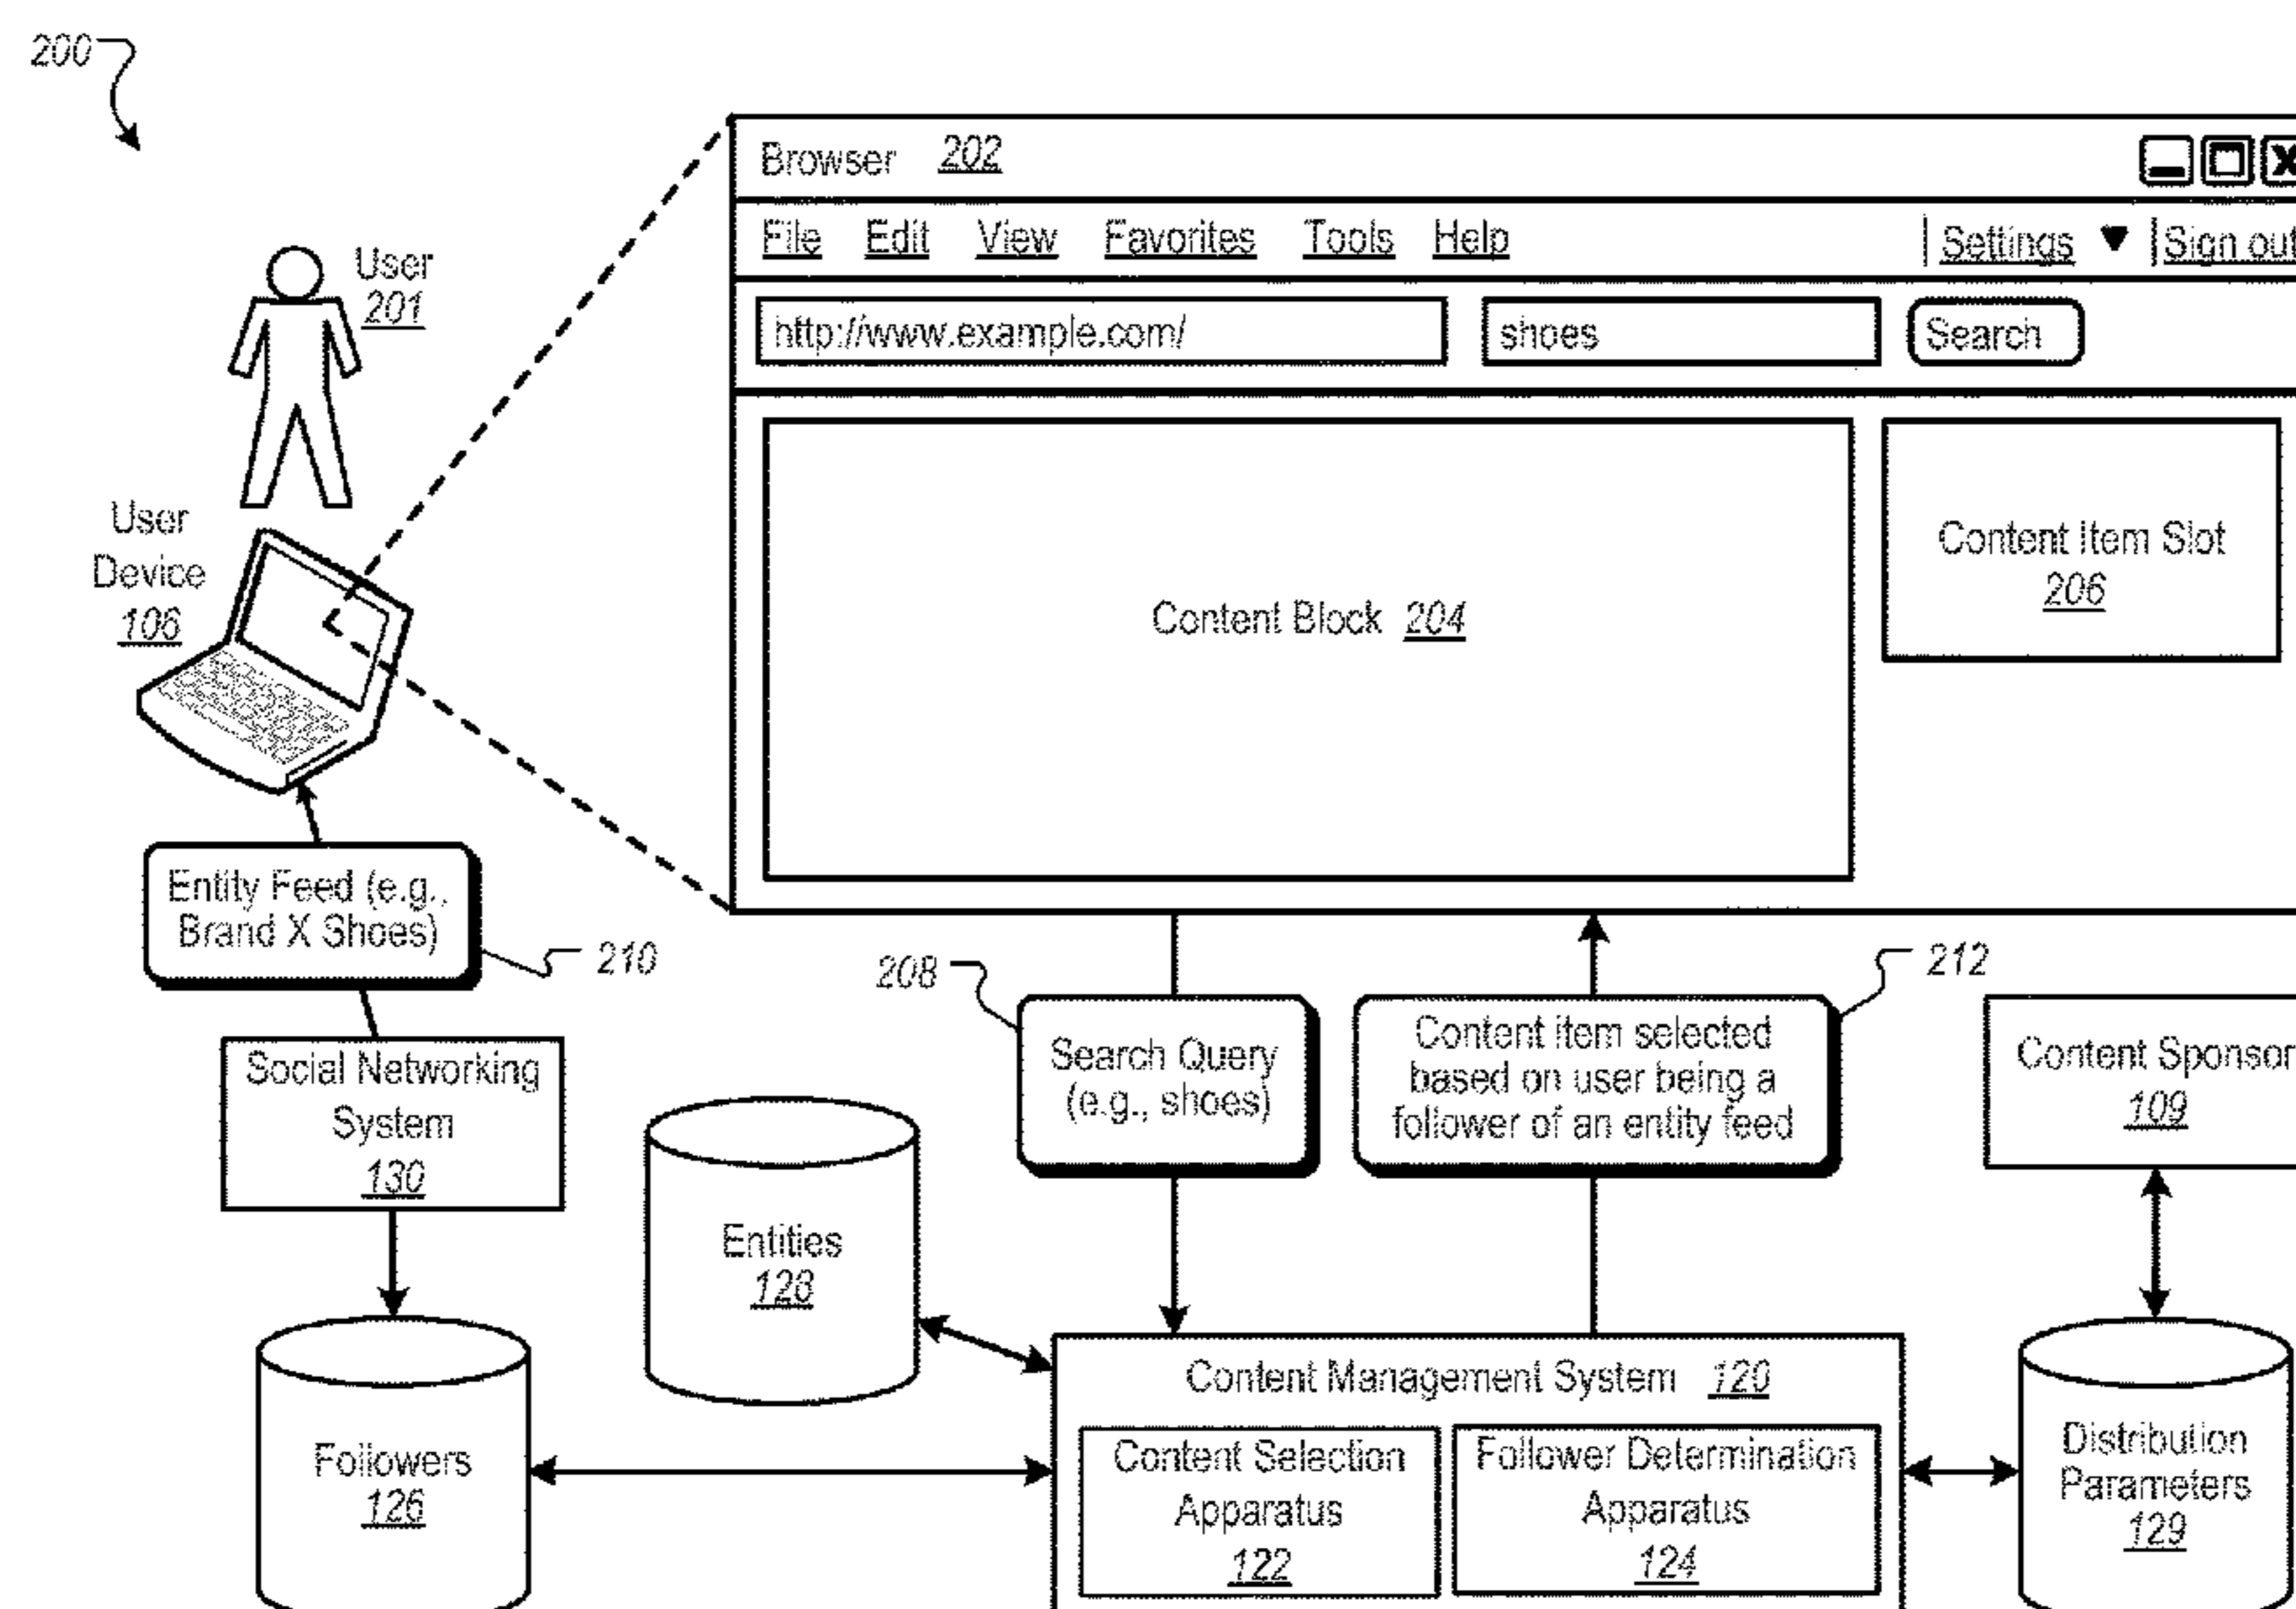 200
Browser 202
File Edit View Favorites Tools Help | Settings ▼ | Sign out
http://www.example.com/ shoes Search
User
201
User
Device
106
Content Block 204
Content Item Slot
206
Entity Feed (e.g.,
Brand X Shoes)
210
208
Search Query
(e.g., shoes)
212
Content item selected
based on user being a
follower of an entity feed
Content Sponsor
109
Social Networking
System
130
Entities
128
Followers
126
Content Management System 120
Content Selection
Apparatus
122
Follower Determination
Apparatus
124
Distribution
Parameters
129